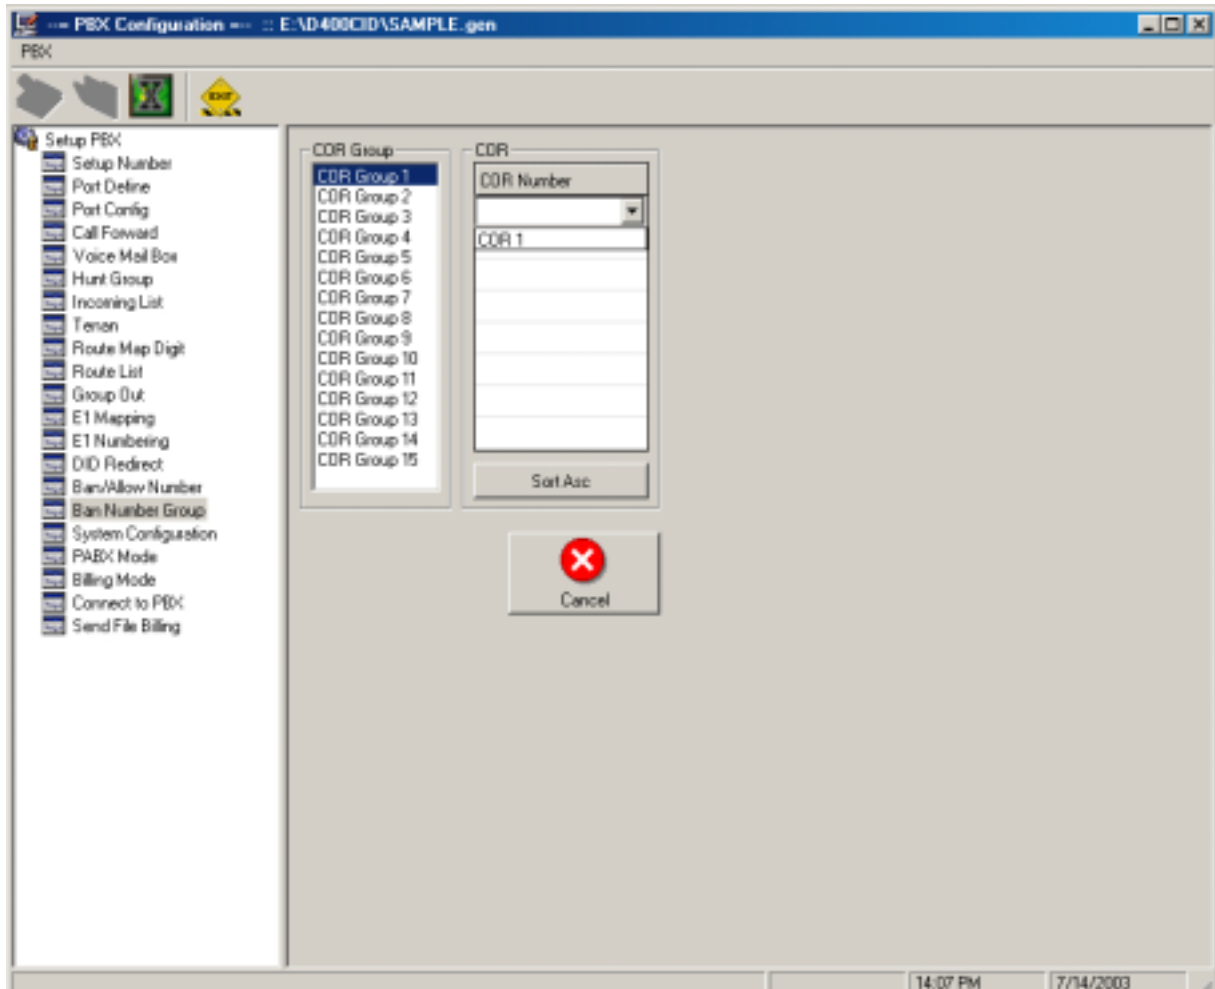 --= PBX Configuration =-- :: E:\D400CID\SAMPLE.gen
PBX
EXIT
Setup PBX
Setup Number
Port Define
Port Config
Call Forward
Voice Mail Box
Hunt Group
Incoming List
Tenan
Route Map Digit
Route List
Group Out
E1 Mapping
E1 Numbering
DID Redirect
Ban/Allow Number
Ban Number Group
System Configuration
PABX Mode
Billing Mode
Connect to PBX
Send File Billing
COR Group
COR Group 1
COR Group 2
COR Group 3
COR Group 4
COR Group 5
COR Group 6
COR Group 7
COR Group 8
COR Group 9
COR Group 10
COR Group 11
COR Group 12
COR Group 13
COR Group 14
COR Group 15
COR
COR Number
COR 1
Sort Asc
Cancel
14:07 PM
7/14/2003